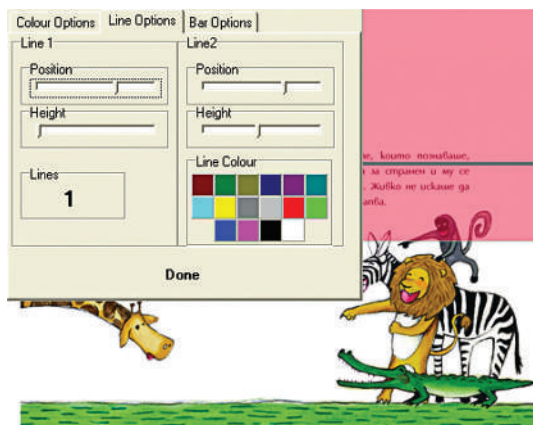 Colour Options Line Options Bar Options
Line 1 Line2
Position Position
Height Height
Lines Line Colour
1
Done
които познаваше,
за странен и му се
Живко не искаше да